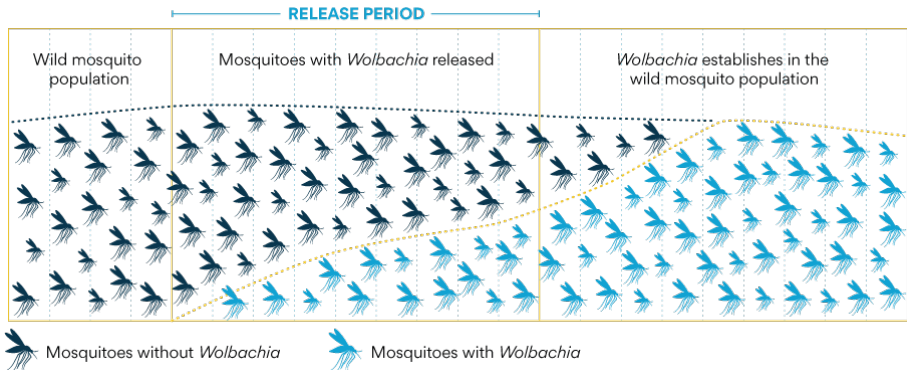 RELEASE PERIOD
Wild mosquito
population
Mosquitoes with Wolbachia released
Wolbachia establishes in the
wild mosquito population
Mosquitoes without Wolbachia
Mosquitoes with Wolbachia